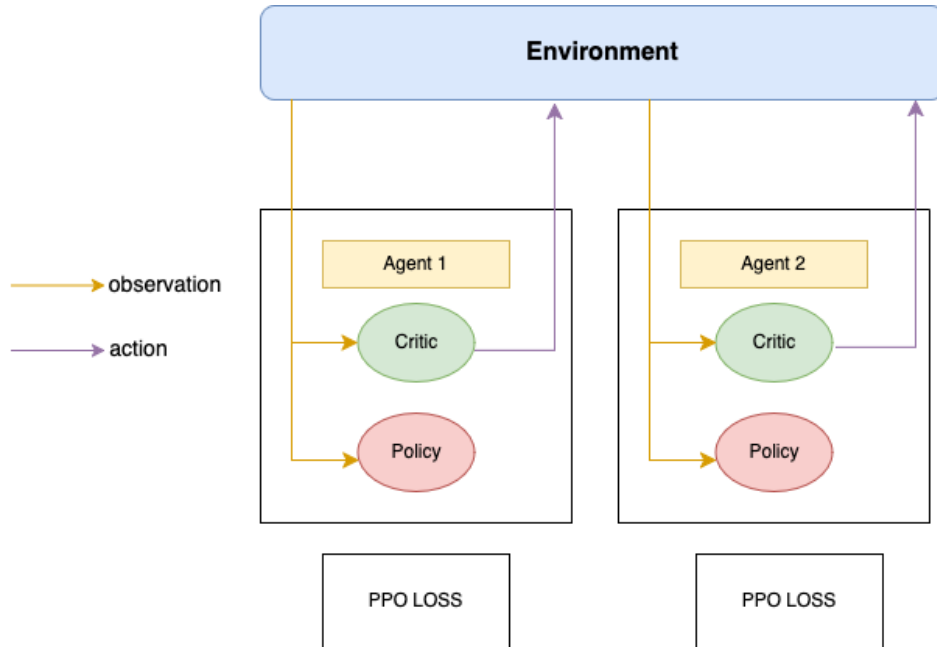 Environment
Agent 1
Agent 2
observation
Critic
Critic
action
Policy
Policy
PPO LOSS
PPO LOSS